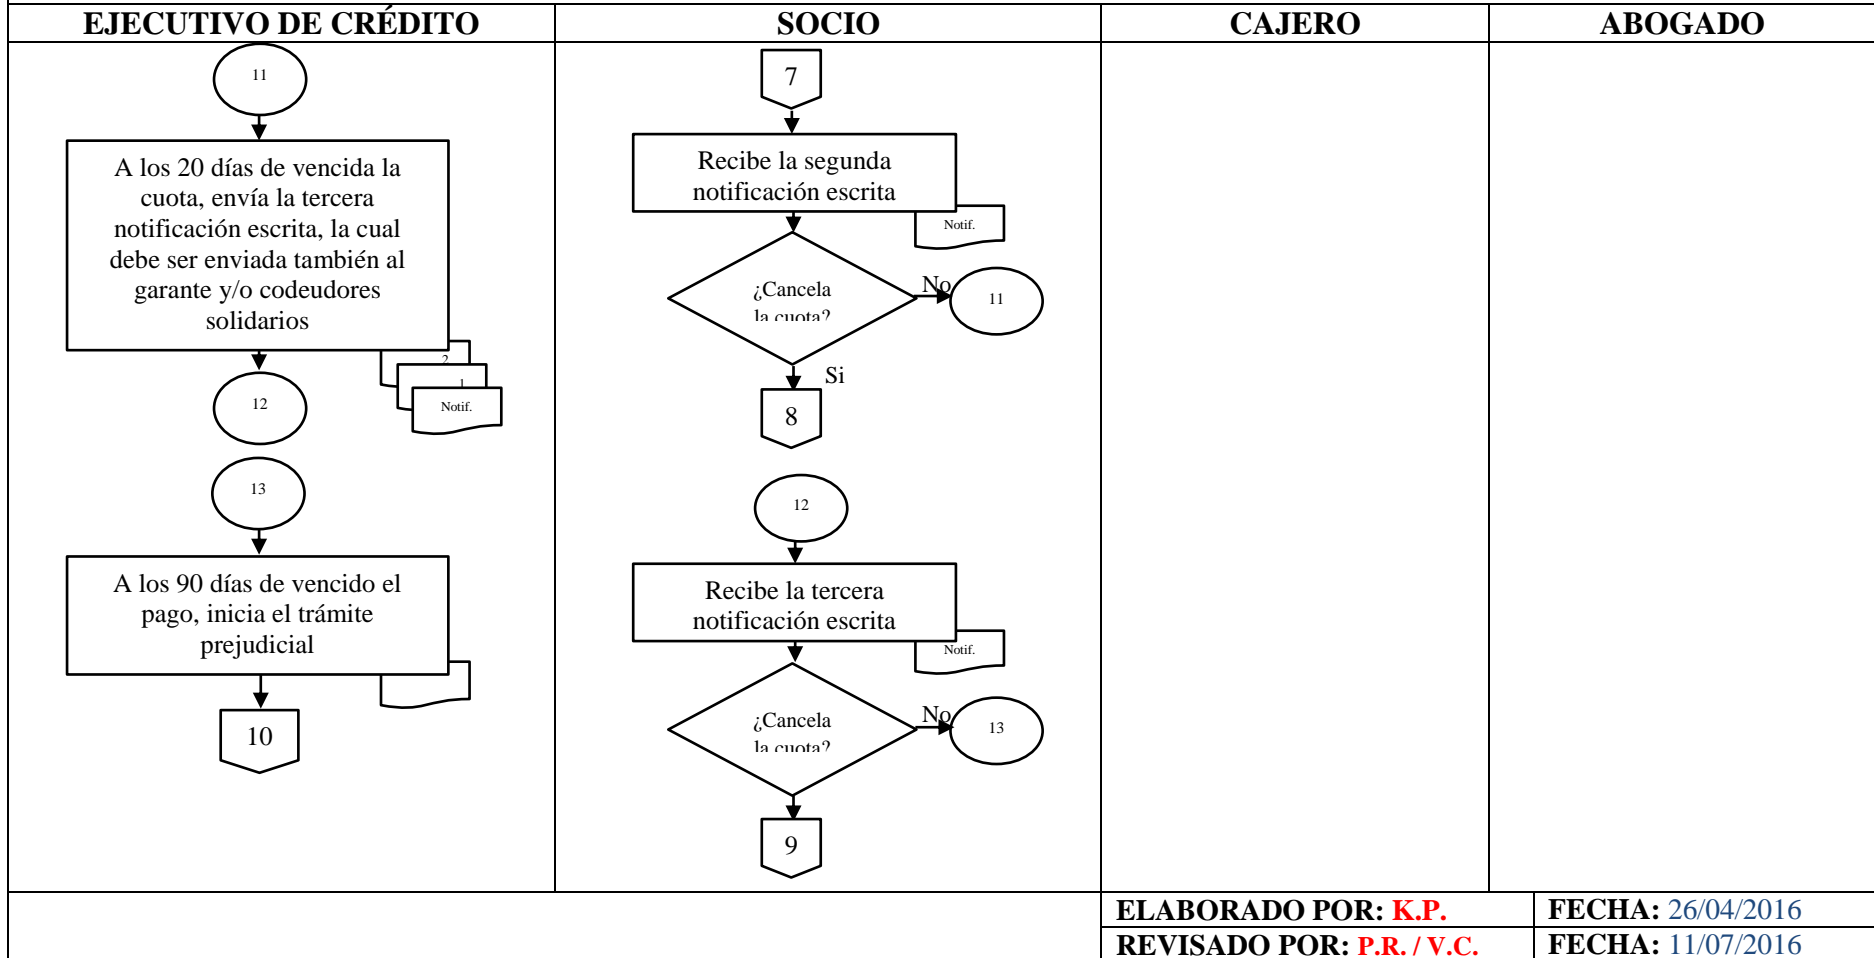 EJECUTIVO DE CRÉDITO
SOCIO
CAJERO
ABOGADO
11
A los 20 días de vencida la
cuota, envía la tercera
notificación escrita, la cual
debe ser enviada también al
garante y/o codeudores
solidarios
2
1
Notif.
12
13
A los 90 días de vencido el
pago, inicia el trámite
prejudicial
10
7
Recibe la segunda
notificación escrita
Notif.
¿Cancela
la cuota?
No
11
Si
8
12
Recibe la tercera
notificación escrita
Notif.
¿Cancela
la cuota?
No
13
9
ELABORADO POR: K.P.
FECHA: 26/04/2016
REVISADO POR: P.R. / V.C.
FECHA: 11/07/2016